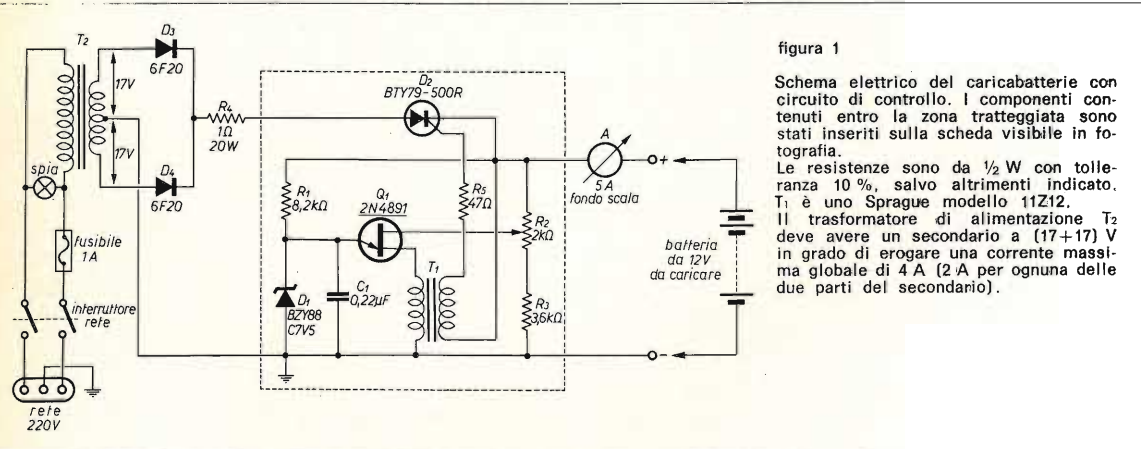 T2
17V
17V
D3
6F20
D4
6F20
R4
1Ω
20W
spia
fusibile
1A
interruttore
rete
rete
220V
D2
BTY79-500R
R1
8,2kΩ
Q1
2N4891
R5
47Ω
R2
2kΩ
T1
D1
BZY88
C7V5
C1
0,22µF
R3
3,6kΩ
A
5A
fondo scala
+
-
batteria
da 12V
da caricare
figura 1
Schema elettrico del caricabatterie con
circuito di controllo. I componenti con-
tenuti entro la zona tratteggiata sono
stati inseriti sulla scheda visibile in fo-
tografia.
Le resistenze sono da ½ W con tolle-
ranza 10 %, salvo altrimenti indicato.
T1 è uno Sprague modello 11Z12.
Il trasformatore di alimentazione T2
deve avere un secondario a (17+17) V
in grado di erogare una corrente massi-
ma globale di 4 A (2 A per ognuna delle
due parti del secondario).